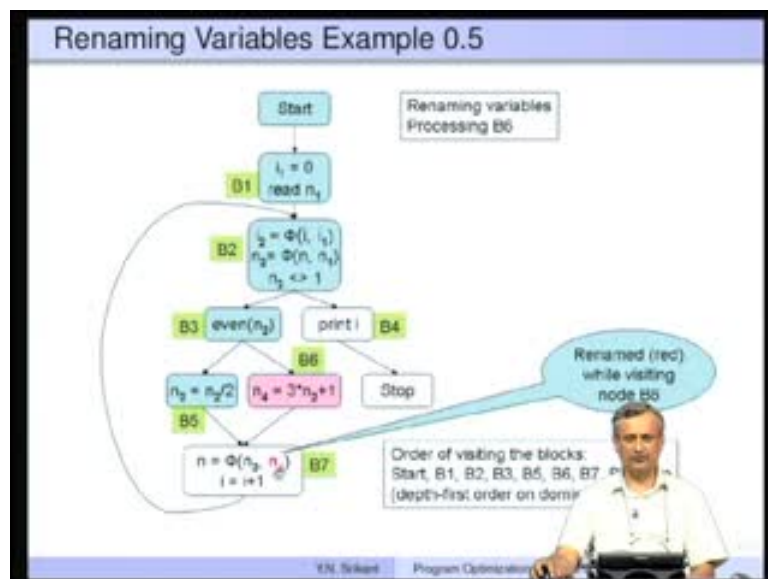 Renaming Variables Example 0.5
Start
Renaming variables
Processing B6
i₁ = 0
read n₁
B1
i₂ = Φ(i, i₁)
n₂ = Φ(n, n₁)
n₂ <> 1
B2
B3
even(n₂)
print i
B4
B6
n₃ = n₂/2
n₄ = 3*n₂+1
Stop
B5
Renamed (red)
while visiting
node B6
n = Φ(n₃, n₄)
i = i+1
B7
Order of visiting the blocks:
Start, B1, B2, B3, B5, B6, B7,
(depth-first order on
Y.N. Srikant
Program Optimization